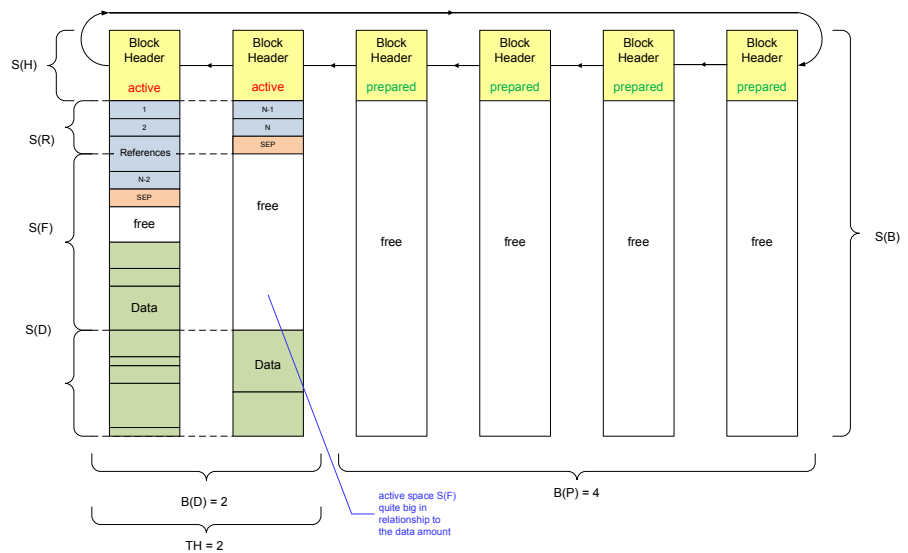 Block
Header
active
Block
Header
active
Block
Header
prepared
Block
Header
prepared
Block
Header
prepared
Block
Header
prepared
S(H)
S(R)
S(F)
S(D)
S(B)
1
2
References
N-2
SEP
free
Data
N-1
N
SEP
free
Data
free
free
free
free
B(D) = 2
TH = 2
active space S(F)
quite big in
relationship to
the data amount
B(P) = 4